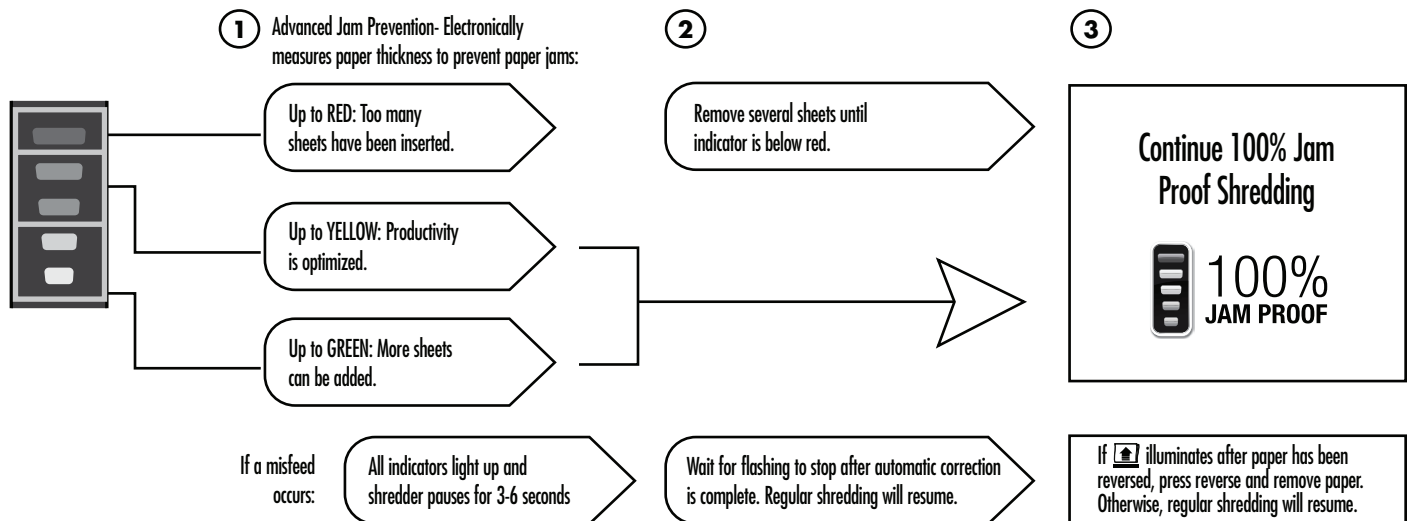 1
Advanced Jam Prevention- Electronically
measures paper thickness to prevent paper jams:
2
3
Up to RED: Too many
sheets have been inserted.
Remove several sheets until
indicator is below red.
Continue 100% Jam
Proof Shredding
Up to YELLOW: Productivity
is optimized.
100%
JAM PROOF
Up to GREEN: More sheets
can be added.
If a misfeed
occurs:
All indicators light up and
shredder pauses for 3-6 seconds
Wait for flashing to stop after automatic correction
is complete. Regular shredding will resume.
If illuminates after paper has been
reversed, press reverse and remove paper.
Otherwise, regular shredding will resume.